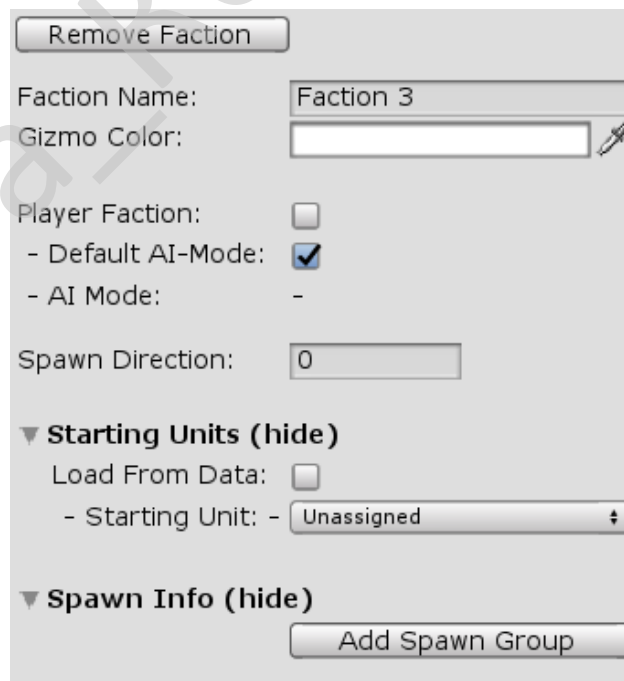 Remove Faction
Faction Name: Faction 3
Gizmo Color:
Player Faction:
- Default AI-Mode:
- AI Mode: -
Spawn Direction: 0
Starting Units (hide)
Load From Data:
- Starting Unit: - Unassigned
Spawn Info (hide)
Add Spawn Group